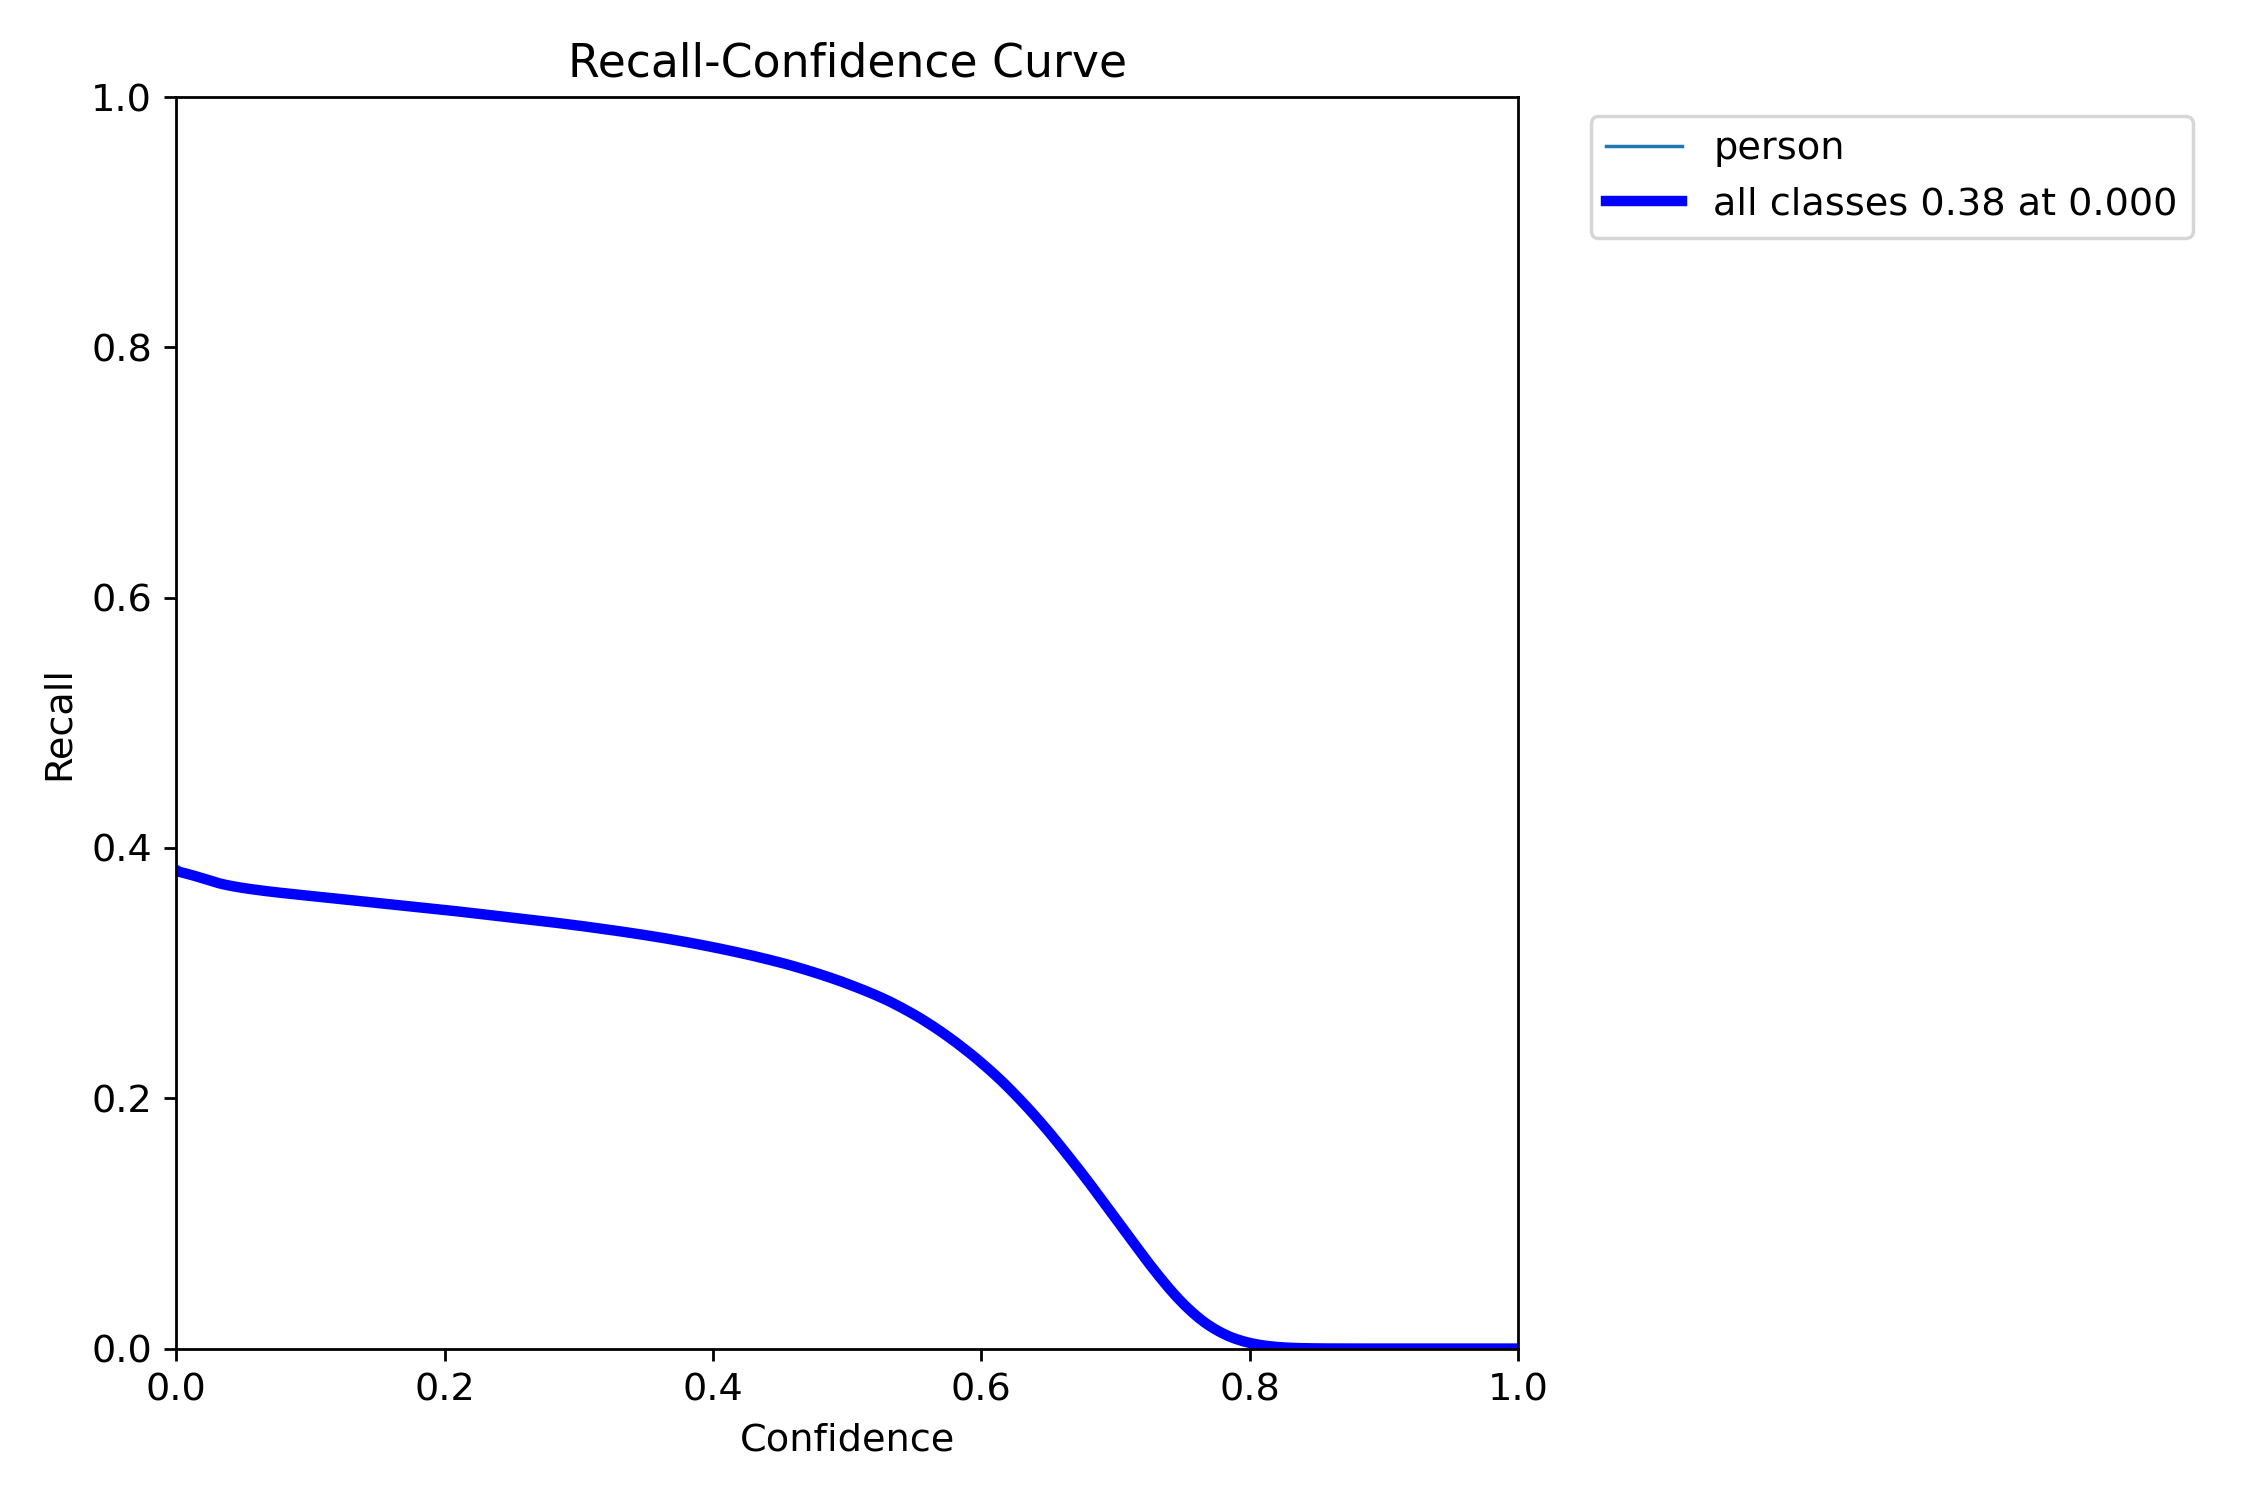 Recall-Confidence Curve
1.0
0.8
0.6
0.4
0.2
0.0
Recall
0.0 0.2 0.4 0.6 0.8 1.0
Confidence
person
all classes 0.38 at 0.000